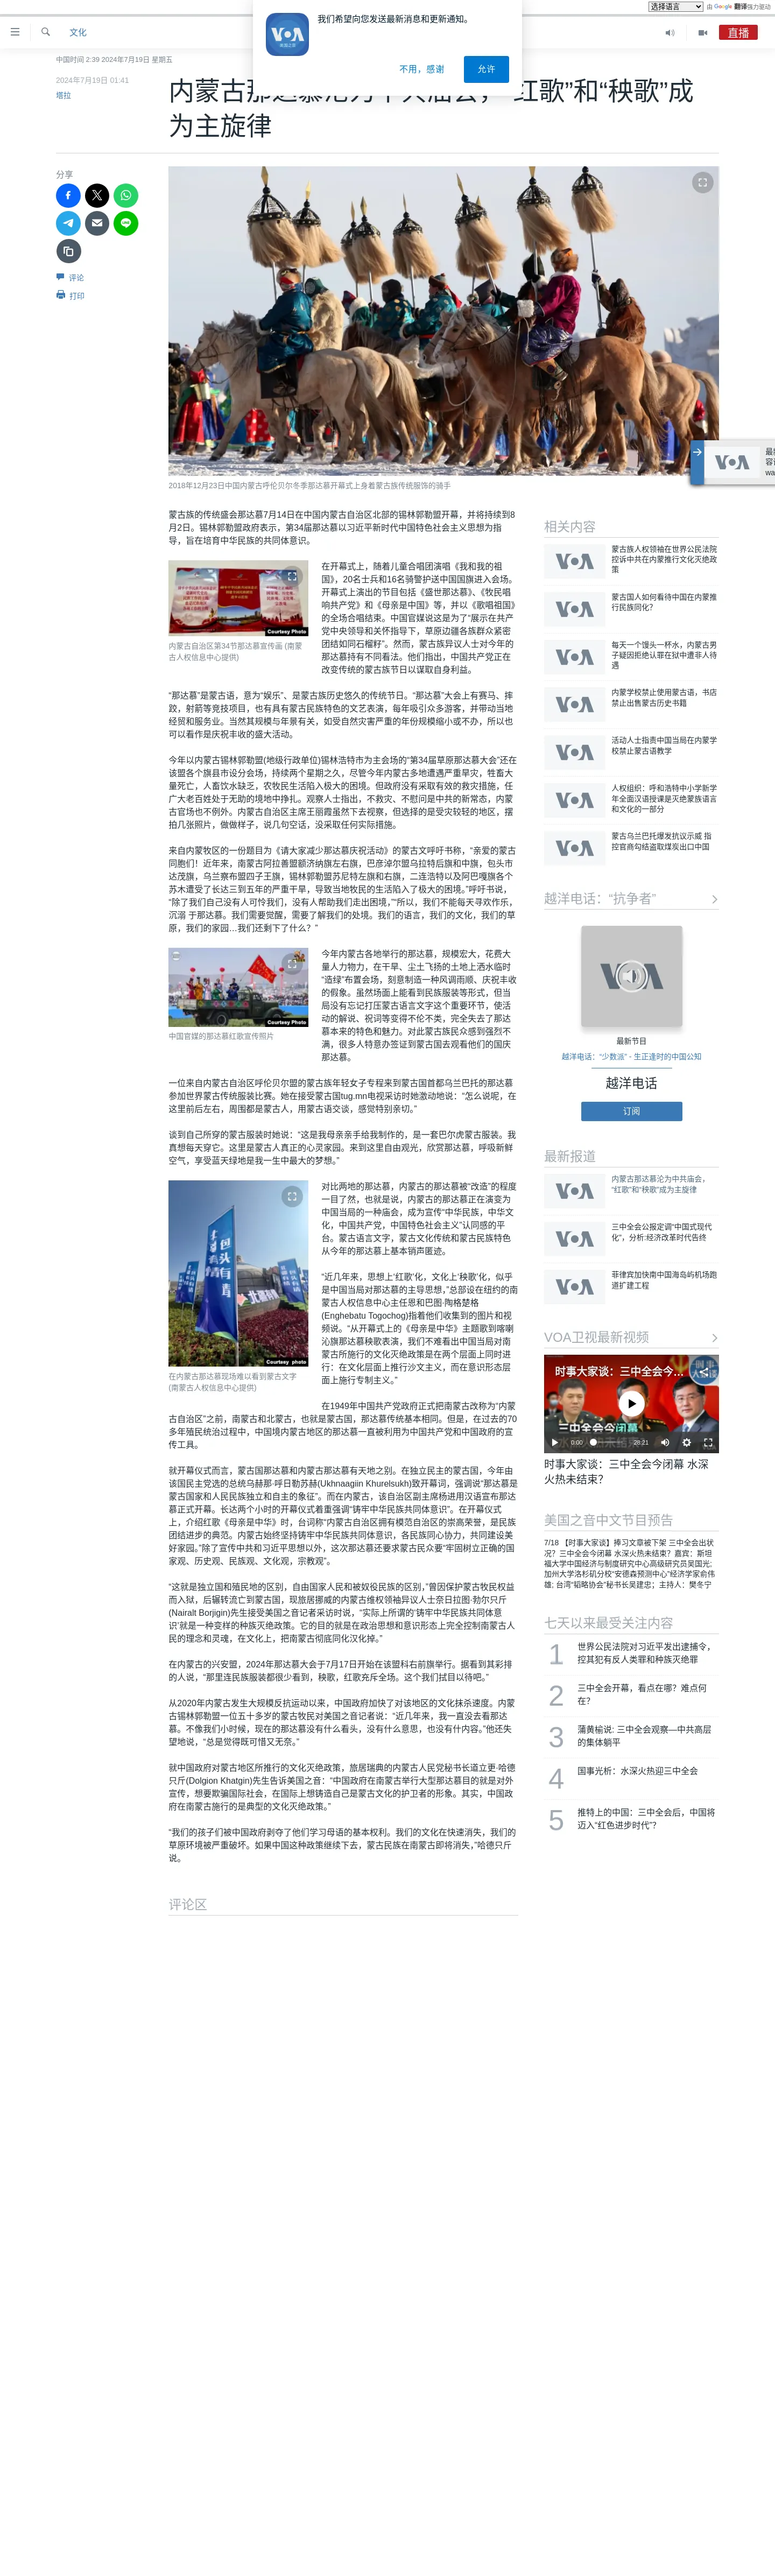 选择语言 由 Google 翻译强力驱动
我们希望向您发送最新消息和更新通知。
不用，感谢 允许
文化
直播
中国时间 2:39 2024年7月19日 星期五
2024年7月19日 01:41
塔拉
为主旋律
分享
评论
打印
2018年12月23日中国内蒙古呼伦贝尔冬季那达慕开幕式上身着蒙古族传统服饰的骑手
蒙古族的传统盛会那达慕7月14日在中国内蒙古自治区北部的锡林郭勒盟开幕，并将持续到8
月2日。锡林郭勒盟政府表示，第34届那达慕以习近平新时代中国特色社会主义思想为指
导，旨在培育中华民族的共同体意识。
Courtesy Photo
内蒙古自治区第34节那达慕宣传画 (南蒙
古人权信息中心提供)
在开幕式上，随着儿童合唱团演唱《我和我的祖
国》，20名士兵和16名骑警护送中国国旗进入会场。
开幕式上演出的节目包括《盛世那达慕》、《牧民唱
响共产党》和《母亲是中国》等，并以《歌唱祖国》
的全场合唱结束。中国官媒说这是为了“展示在共产
党中央领导和关怀指导下，草原边疆各族群众紧密
团结如同石榴籽”。然而，蒙古族异议人士对今年的
那达慕持有不同看法。他们指出，中国共产党正在
改变传统的蒙古族节日以谋取自身利益。
“那达慕”是蒙古语，意为“娱乐”、是蒙古族历史悠久的传统节日。“那达慕”大会上有赛马、摔
跤，射箭等竞技项目，也有具有蒙古民族特色的文艺表演，每年吸引众多游客，并带动当地
经贸和服务业。当然其规模与年景有关，如受自然灾害严重的年份规模缩小或不办，所以也
可以看作是庆祝丰收的盛大活动。
今年以内蒙古锡林郭勒盟(地级行政单位)锡林浩特市为主会场的“第34届草原那达慕大会”还在
该盟各个旗县市设分会场，持续两个星期之久，尽管今年内蒙古多地遭遇严重旱灾，牲畜大
量死亡，人畜饮水缺乏，农牧民生活陷入极大的困境。但政府没有采取有效的救灾措施，任
广大老百姓处于无助的境地中挣扎。观察人士指出，不救灾、不慰问是中共的新常态，内蒙
古官场也不例外。内蒙古自治区主席王丽霞虽然下去视察，但选择的是受灾较轻的地区，摆
拍几张照片，做做样子，说几句空话，没采取任何实际措施。
来自内蒙牧区的一份题目为《请大家减少那达慕庆祝活动》的蒙古文呼吁书称，“亲爱的蒙古
同胞们！近年来，南蒙古阿拉善盟额济纳旗左右旗，巴彦淖尔盟乌拉特后旗和中旗，包头市
达茂旗，乌兰察布盟四子王旗，锡林郭勒盟苏尼特左旗和右旗，二连浩特以及阿巴嘎旗各个
苏木遭受了长达三到五年的严重干旱，导致当地牧民的生活陷入了极大的困境。”呼吁书说，
“除了我们自己没有人可怜我们，没有人帮助我们走出困境，”“所以，我们不能每天寻欢作乐，
沉溺 于那达慕。我们需要觉醒，需要了解我们的处境。我们的语言，我们的文化，我们的草
原，我们的家园…我们还剩下了什么？”
Courtesy Photo
中国官媒的那达慕红歌宣传照片
今年内蒙古各地举行的那达慕，规模宏大，花费大
量人力物力，在干旱、尘土飞扬的土地上洒水临时
“造绿”布置会场，刻意制造一种风调雨顺、庆祝丰收
的假象。虽然场面上能看到民族服装等形式，但当
局没有忘记打压蒙古语言文字这个重要环节，使活
动的解说、祝词等变得不伦不类，完全失去了那达
慕本来的特色和魅力。对此蒙古族民众感到强烈不
满，很多人特意办签证到蒙古国去观看他们的国庆
那达慕。
一位来自内蒙古自治区呼伦贝尔盟的蒙古族年轻女子专程来到蒙古国首都乌兰巴托的那达慕
参加世界蒙古传统服装比赛。她在接受蒙古国tug.mn电视采访时她激动地说：“怎么说呢，在
这里前后左右，周围都是蒙古人，用蒙古语交谈，感觉特别亲切。”
谈到自己所穿的蒙古服装时她说：“这是我母亲亲手给我制作的，是一套巴尔虎蒙古服装。我
真想每天穿它。这里是蒙古人真正的心灵家园。来到这里自由观光，欣赏那达慕，呼吸新鲜
空气，享受蓝天绿地是我一生中最大的梦想。”
Courtesy photo
在内蒙古那达慕现场难以看到蒙古文字
(南蒙古人权信息中心提供)
对比两地的那达慕，内蒙古的那达慕被“改造”的程度
一目了然，也就是说，内蒙古的那达慕正在演变为
中国当局的一种庙会，成为宣传“中华民族，中华文
化，中国共产党，中国特色社会主义”认同感的平
台。蒙古语言文字，蒙古文化传统和蒙古民族特色
从今年的那达慕上基本销声匿迹。
“近几年来，思想上‘红歌’化，文化上‘秧歌’化，似乎
是中国当局对那达慕的主导思想，”总部设在纽约的南
蒙古人权信息中心主任恩和巴图·陶格楚格
(Enghebatu Togochog)指着他们收集到的图片和视
频说。“从开幕式上的《母亲是中华》主题歌到喀喇
沁旗那达慕秧歌表演，我们不难看出中国当局对南
蒙古所施行的文化灭绝政策是在两个层面上同时进
行：在文化层面上推行沙文主义，而在意识形态层
面上施行专制主义。”
在1949年中国共产党政府正式把南蒙古改称为“内蒙
古自治区”之前，南蒙古和北蒙古，也就是蒙古国，那达慕传统基本相同。但是，在过去的70
多年殖民统治过程中，中国境内蒙古地区的那达慕一直被利用为中国共产党和中国政府的宣
传工具。
就开幕仪式而言，蒙古国那达慕和内蒙古那达慕有天地之别。在独立民主的蒙古国，今年由
该国民主党选的总统乌赫那·呼日勒苏赫(Ukhnaagiin Khurelsukh)致开幕词，强调说“那达慕是
蒙古国家和人民民族独立和自主的象征”。而在内蒙古，该自治区副主席杨进用汉语宣布那达
慕正式开幕。长达两个小时的开幕仪式着重强调“铸牢中华民族共同体意识”。在开幕仪式
上，介绍红歌《母亲是中华》时，台词称“内蒙古自治区拥有模范自治区的崇高荣誉，是民族
团结进步的典范。内蒙古始终坚持铸牢中华民族共同体意识，各民族同心协力，共同建设美
好家园。”除了宣传中共和习近平思想以外，这次那达慕还要求蒙古民众要“牢固树立正确的国
家观、历史观、民族观、文化观，宗教观”。
“这就是独立国和殖民地的区别，自由国家人民和被奴役民族的区别，”曾因保护蒙古牧民权益
而入狱，后辗转流亡到蒙古国，现旅居挪威的内蒙古维权领袖异议人士奈日拉图·勃尔只斤
(Nairalt Borjigin)先生接受美国之音记者采访时说，“实际上所谓的‘铸牢中华民族共同体意
识’就是一种变样的种族灭绝政策。它的目的就是在政治思想和意识形态上完全控制南蒙古人
民的理念和灵魂，在文化上，把南蒙古彻底同化汉化掉。”
在内蒙古的兴安盟，2024年那达慕大会于7月17日开始在该盟科右前旗举行。据看到其彩排
的人说，“那里连民族服装都很少看到，秧歌，红歌充斥全场。这个我们拭目以待吧。”
从2020年内蒙古发生大规模反抗运动以来，中国政府加快了对该地区的文化抹杀速度。内蒙
古锡林郭勒盟一位五十多岁的蒙古牧民对美国之音记者说：“近几年来，我一直没去看那达
慕。不像我们小时候，现在的那达慕没有什么看头，没有什么意思，也没有什内容。”他还失
望地说，“总是觉得既可惜又无奈。”
就中国政府对蒙古地区所推行的文化灭绝政策，旅居瑞典的内蒙古人民党秘书长道立更·哈德
只斤(Dolgion Khatgin)先生告诉美国之音：“中国政府在南蒙古举行大型那达慕目的就是对外
宣传，想要欺骗国际社会，在国际上想铸造自己是蒙古文化的护卫者的形象。其实，中国政
府在南蒙古施行的是典型的文化灭绝政策。”
“我们的孩子们被中国政府剥夺了他们学习母语的基本权利。我们的文化在快速消失，我们的
草原环境被严重破坏。如果中国这种政策继续下去，蒙古民族在南蒙古即将消失，”哈德只斤
说。
评论区
相关内容
蒙古族人权领袖在世界公民法院
控诉中共在内蒙推行文化灭绝政
策
蒙古国人如何看待中国在内蒙推
行民族同化？
每天一个馒头一杯水，内蒙古男
子疑因拒绝认罪在狱中遭非人待
遇
内蒙学校禁止使用蒙古语，书店
禁止出售蒙古历史书籍
活动人士指责中国当局在内蒙学
校禁止蒙古语教学
人权组织：呼和浩特中小学新学
年全面汉语授课是灭绝蒙族语言
和文化的一部分
蒙古乌兰巴托爆发抗议示威 指
控官商勾结盗取煤炭出口中国
越洋电话：“抗争者”
最新节目
越洋电话：“少数派” - 生正逢时的中国公知
越洋电话
订阅
最新报道
内蒙古那达慕沦为中共庙会，
“红歌”和“秧歌”成为主旋律
三中全会公报定调“中国式现代
化”，分析:经济改革时代告终
菲律宾加快南中国海岛屿机场跑
道扩建工程
VOA卫视最新视频
时事大家谈：三中全会今…
三中全会今闭幕
0:00 28:21
时事大家谈：三中全会今闭幕 水深
火热未结束？
美国之音中文节目预告
7/18 【时事大家谈】捧习文章被下架 三中全会出状
况? 三中全会今闭幕 水深火热未结束？嘉宾：斯坦
福大学中国经济与制度研究中心高级研究员吴国光;
加州大学洛杉矶分校“安德森预测中心”经济学家俞伟
雄; 台湾“韬略协会”秘书长吴建忠；主持人：樊冬宁
七天以来最受关注内容
1 世界公民法院对习近平发出逮捕令，
控其犯有反人类罪和种族灭绝罪
2 三中全会开幕，看点在哪？难点何
在？
3 蒲黄榆说: 三中全会观察—中共高层
的集体躺平
4 国事光析：水深火热迎三中全会
5 推特上的中国：三中全会后，中国将
迈入“红色进步时代”?